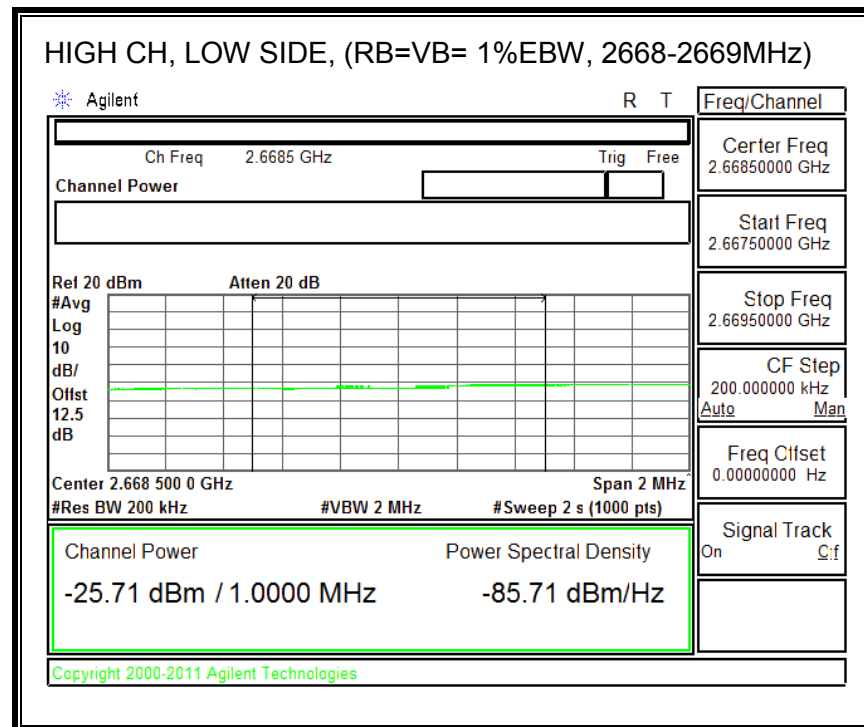 HIGH CH, LOW SIDE, (RB=VB= 1%EBW, 2668-2669MHz)
Agilent R T
Ch Freq 2.6685 GHz Trig Free
Channel Power
Ref 20 dBm Atten 20 dB
#Avg
Log
10
dB/
Offst
12.5
dB
Center 2.668 500 0 GHz Span 2 MHz^
#Res BW 200 kHz #VBW 2 MHz #Sweep 2 s (1000 pts)
Channel Power Power Spectral Density
-25.71 dBm / 1.0000 MHz -85.71 dBm/Hz
Copyright 2000-2011 Agilent Technologies
Freq/Channel
Center Freq
2.66850000 GHz
Start Freq
2.66750000 GHz
Stop Freq
2.66950000 GHz
CF Step
200.000000 kHz
Auto Man
Freq Offset
0.00000000 Hz
Signal Track
On Off